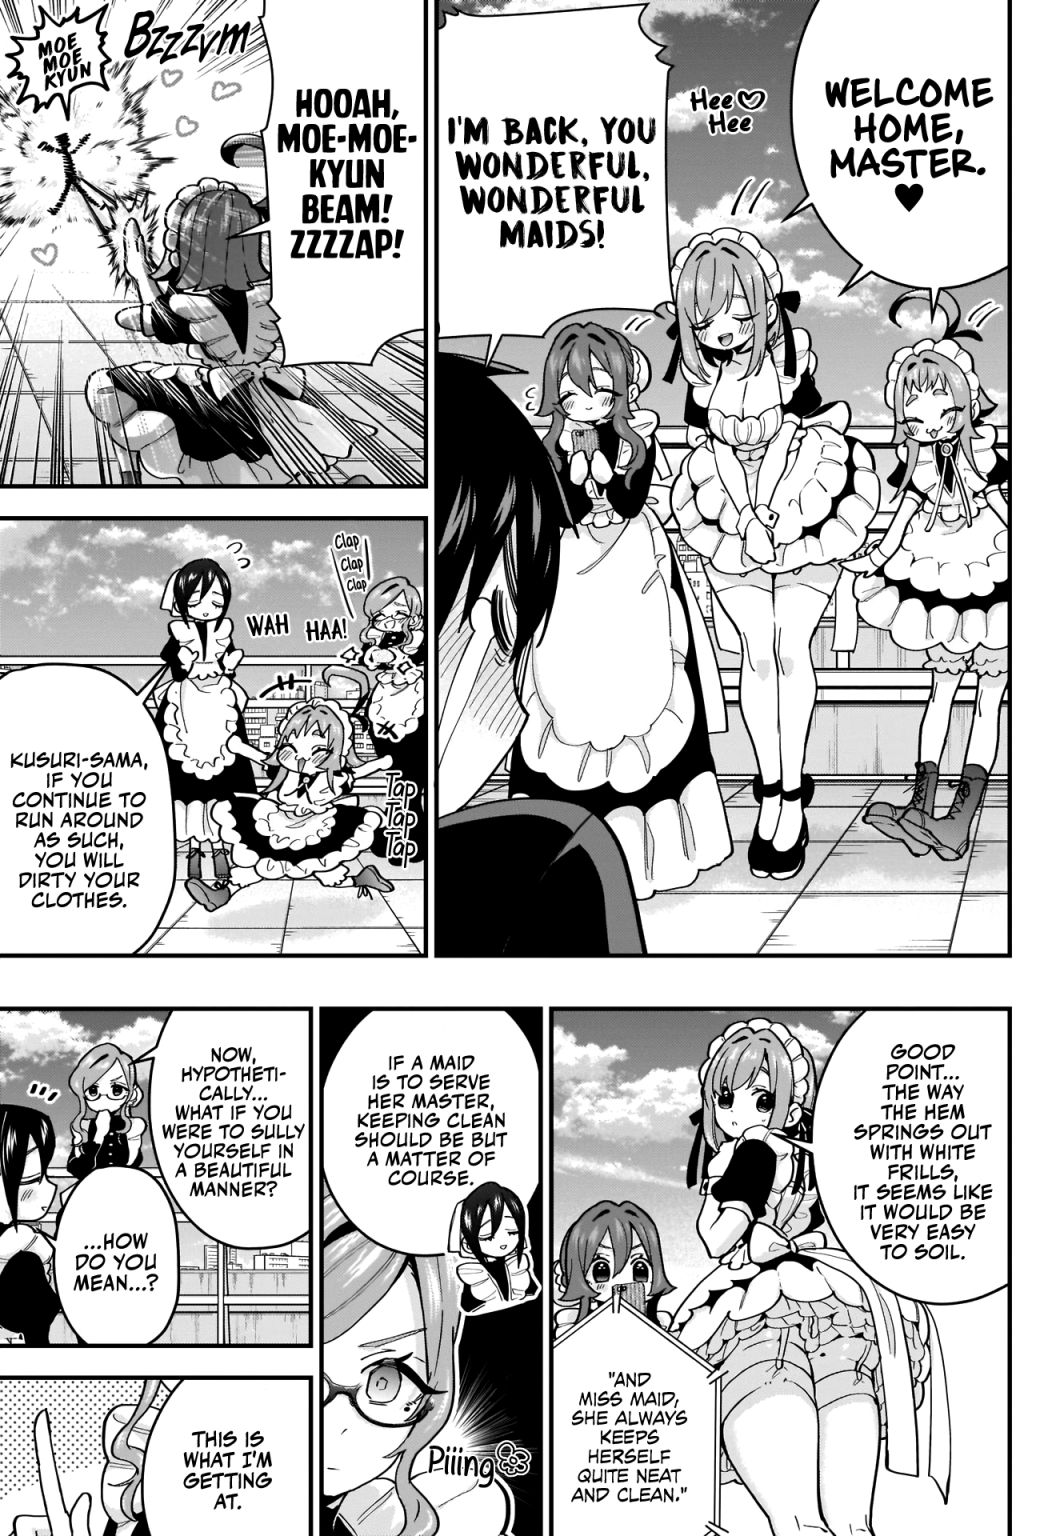 WELCOME
HOME,
MASTER.
♥
Hee♡
Hee
I'M BACK, YOU
WONDERFUL,
WONDERFUL
MAIDS!
HOOAH,
MOE-MOE-
KYUN
BEAM!
ZZZZAP!
Bzzzym
MOE
MOE
KYUN
Clap
Clap
Clap
WAH HAA!
Tap
Tap
Tap
KUSURI-SAMA,
IF YOU
CONTINUE TO
RUN AROUND
AS SUCH,
YOU WILL
DIRTY YOUR
CLOTHES.
GOOD
POINT...
THE WAY
THE HEM
SPRINGS OUT
WITH WHITE
FRILLS,
IT SEEMS LIKE
IT WOULD BE
VERY EASY
TO SOIL.
"AND
MISS MAID,
SHE ALWAYS
KEEPS
HERSELF
QUITE NEAT
AND CLEAN."
IF A MAID
IS TO SERVE
HER MASTER,
KEEPING CLEAN
SHOULD BE BUT
A MATTER OF
COURSE.
Piiing
NOW,
HYPOTHETI-
CALLY...
WHAT IF YOU
WERE TO SULLY
YOURSELF IN
A BEAUTIFUL
MANNER?
...HOW
DO YOU
MEAN...?
THIS IS
WHAT I'M
GETTING
AT.